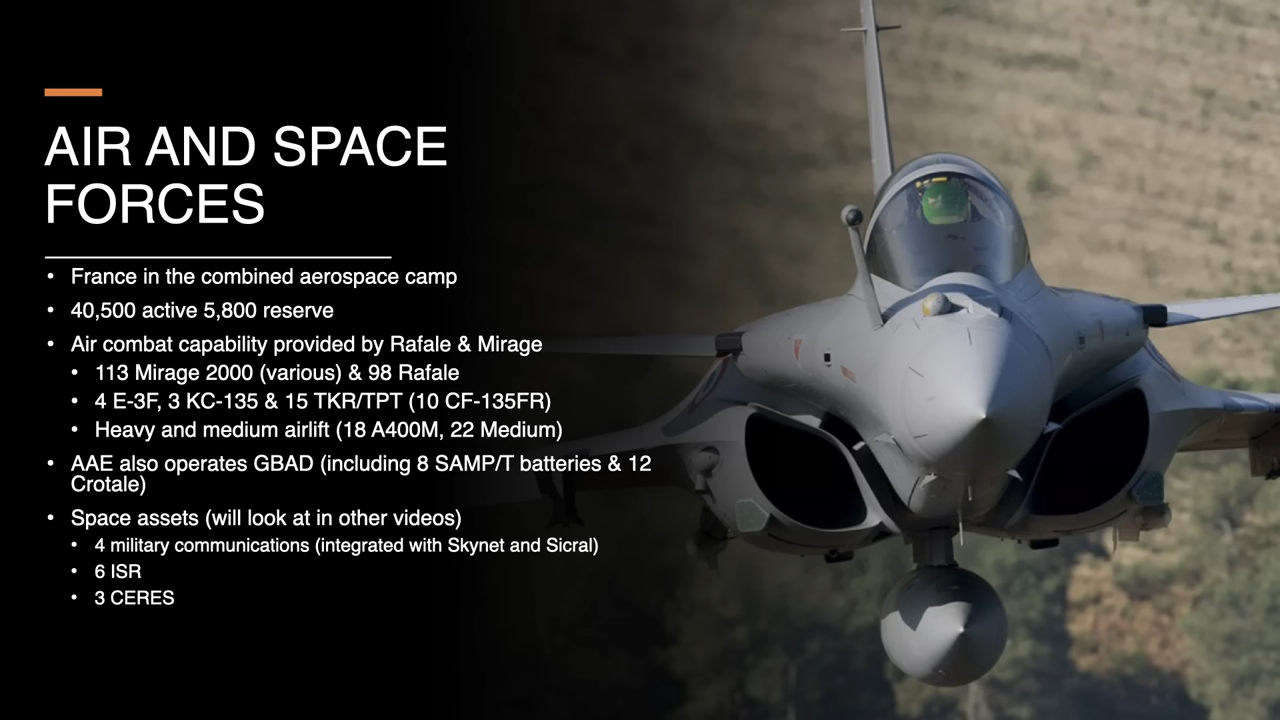 AIR AND SPACE
FORCES
• France in the combined aerospace camp
• 40,500 active 5,800 reserve
• Air combat capability provided by Rafale & Mirage
• 113 Mirage 2000 (various) & 98 Rafale
• 4 E-3F, 3 KC-135 & 15 TKR/TPT (10 CF-135FR)
• Heavy and medium airlift (18 A400M, 22 Medium)
• AAE also operates GBAD (including 8 SAMP/T batteries & 12
Crotale)
• Space assets (will look at in other videos)
• 4 military communications (integrated with Skynet and Sicral)
• 6 ISR
• 3 CERES